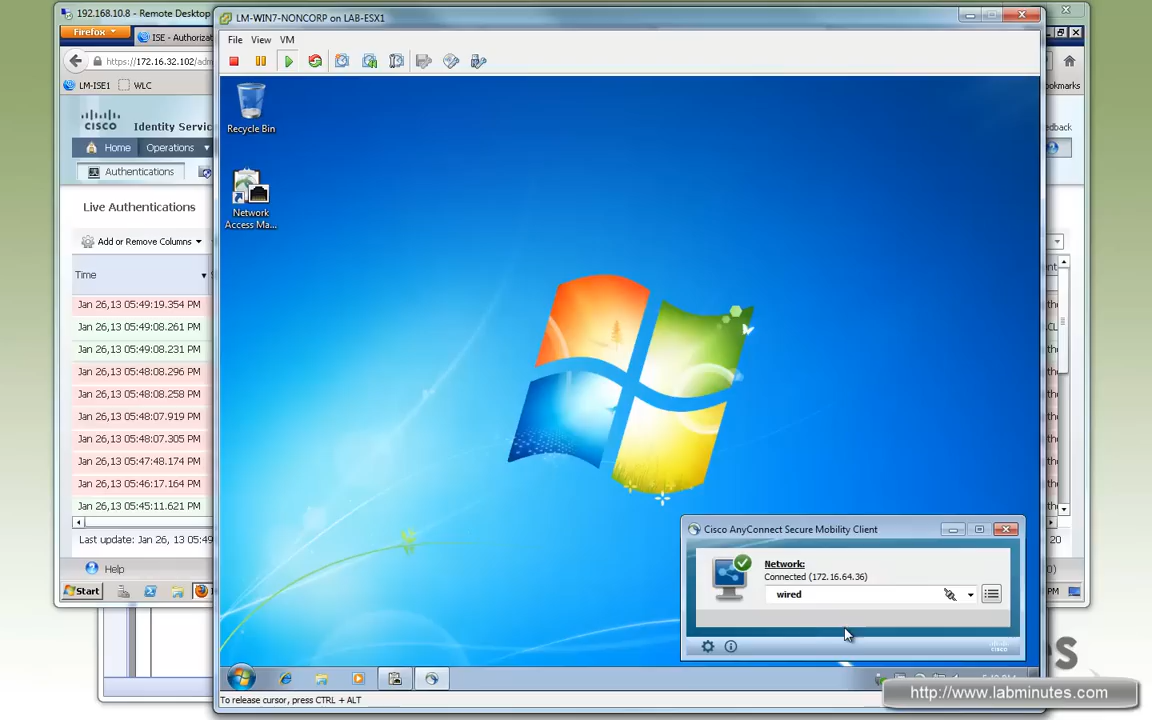 192.168.10.8 - Remote Desktop
LM-WIN7-NONCORP on LAB-ESX1
File View VM
Firefox
ISE - Authorizat
https://172.16.32.102/adm
LM-ISE1 WLC
okmarks
cisco Identity Servic
edback
Home Operations
Authentications
Live Authentications
Add or Remove Columns
Time
Jan 26,13 05:49:19.354 PM
Jan 26,13 05:49:08.261 PM
Jan 26,13 05:49:08.231 PM
Jan 26,13 05:48:08.296 PM
Jan 26,13 05:48:08.258 PM
Jan 26,13 05:48:07.919 PM
Jan 26,13 05:48:07.305 PM
Jan 26,13 05:47:48.174 PM
Jan 26,13 05:46:17.164 PM
Jan 26,13 05:45:11.621 PM
Last update: Jan 26, 13 05:49
20
Help
Start
PM
Recycle Bin
Network
Access Ma...
Cisco AnyConnect Secure Mobility Client
Network:
Connected (172.16.64.36)
wired
cisco
To release cursor, press CTRL + ALT
es
http://www.labminutes.com